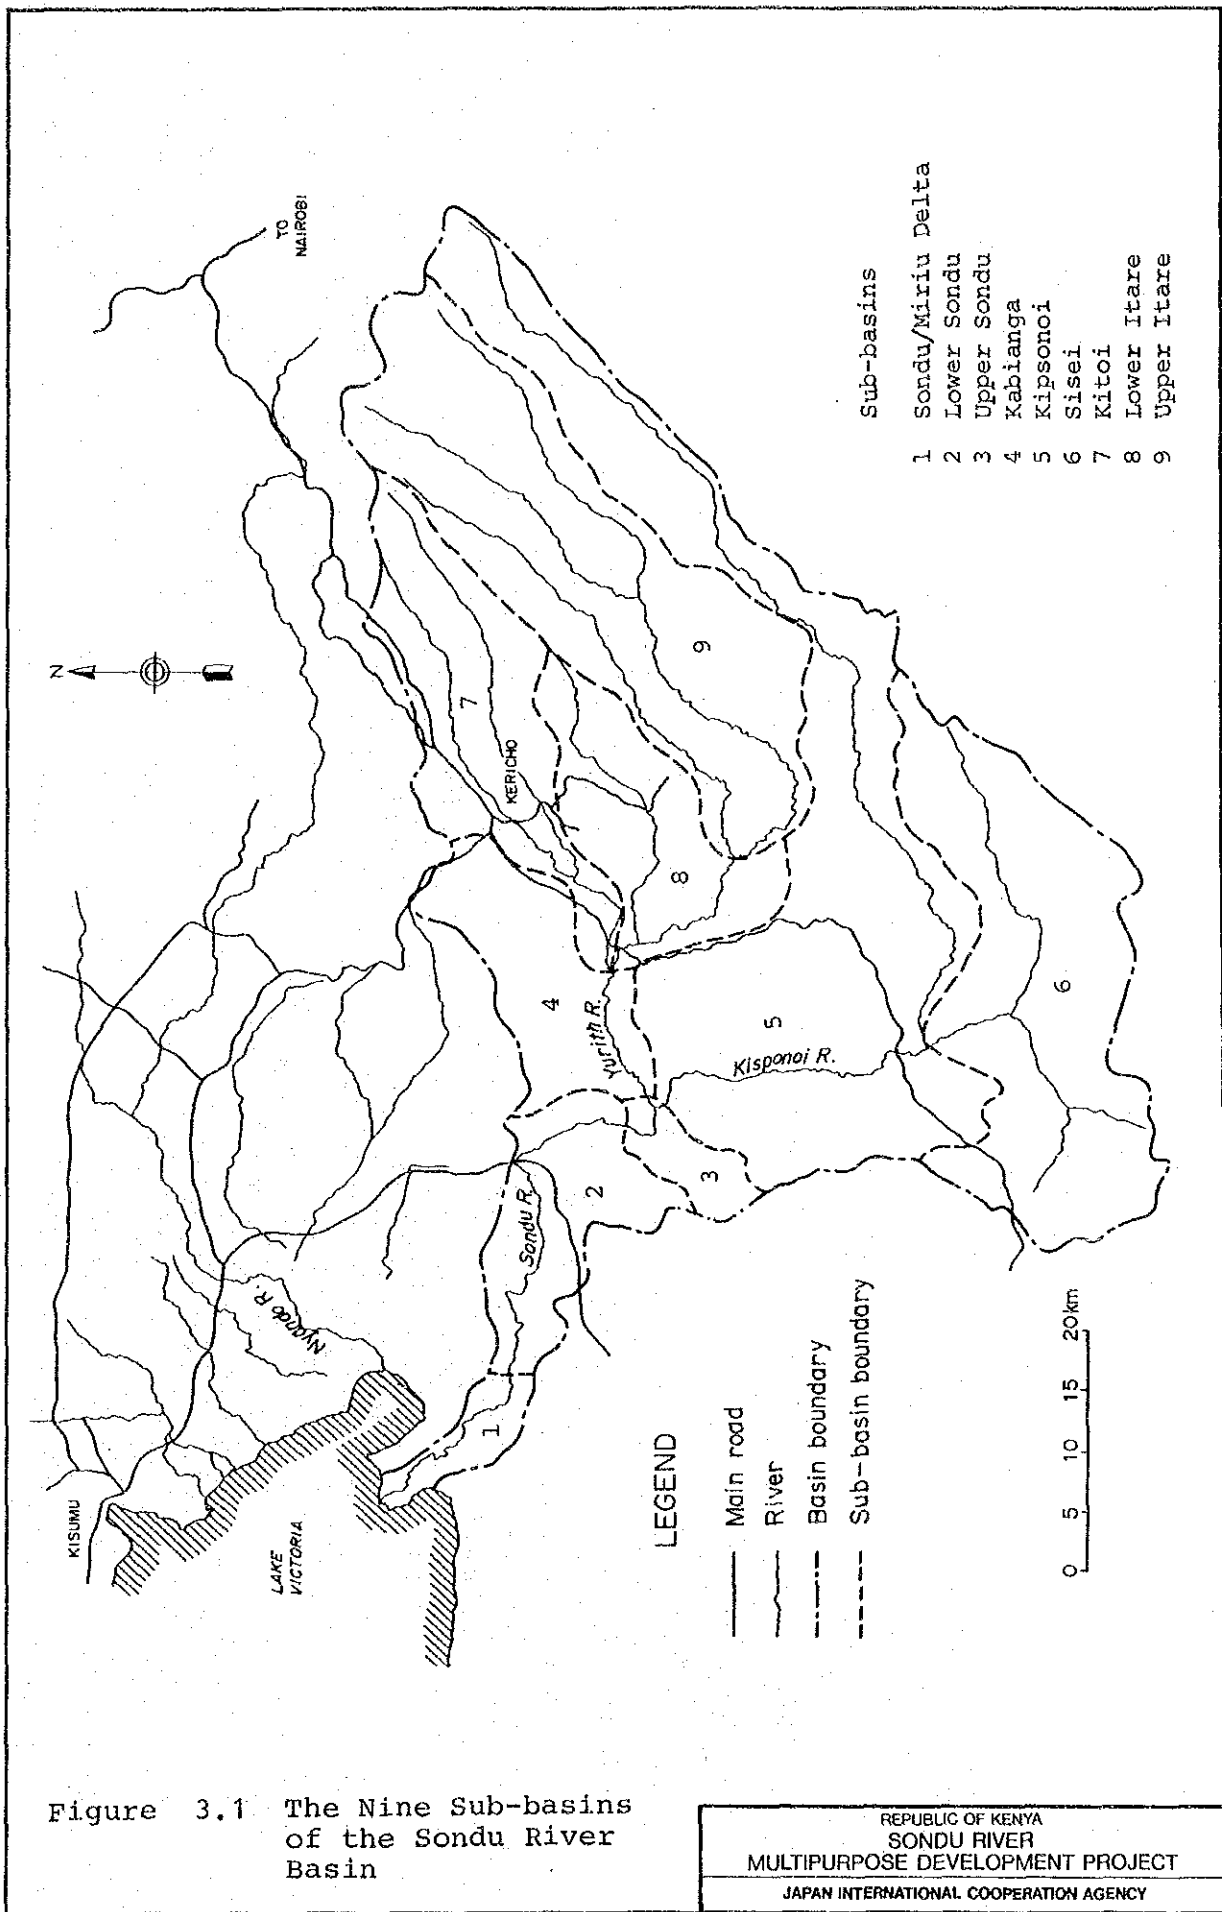 N
TO
NAIROBI
KISUMU
LAKE
VICTORIA
Nyando R.
Sondu R.
Yurith R.
Kisponoi R.
KERICHO
1
2
3
4
5
6
7
8
9
Sub-basins
1 Sondu/Miriu Delta
2 Lower Sondu
3 Upper Sondu
4 Kabianga
5 Kipsonoi
6 Sisei
7 Kitoi
8 Lower Itare
9 Upper Itare
LEGEND
Main road
River
Basin boundary
Sub-basin boundary
0 5 10 15 20km
Figure 3.1 The Nine Sub-basins
of the Sondu River
Basin
REPUBLIC OF KENYA
SONDU RIVER
MULTIPURPOSE DEVELOPMENT PROJECT
JAPAN INTERNATIONAL COOPERATION AGENCY